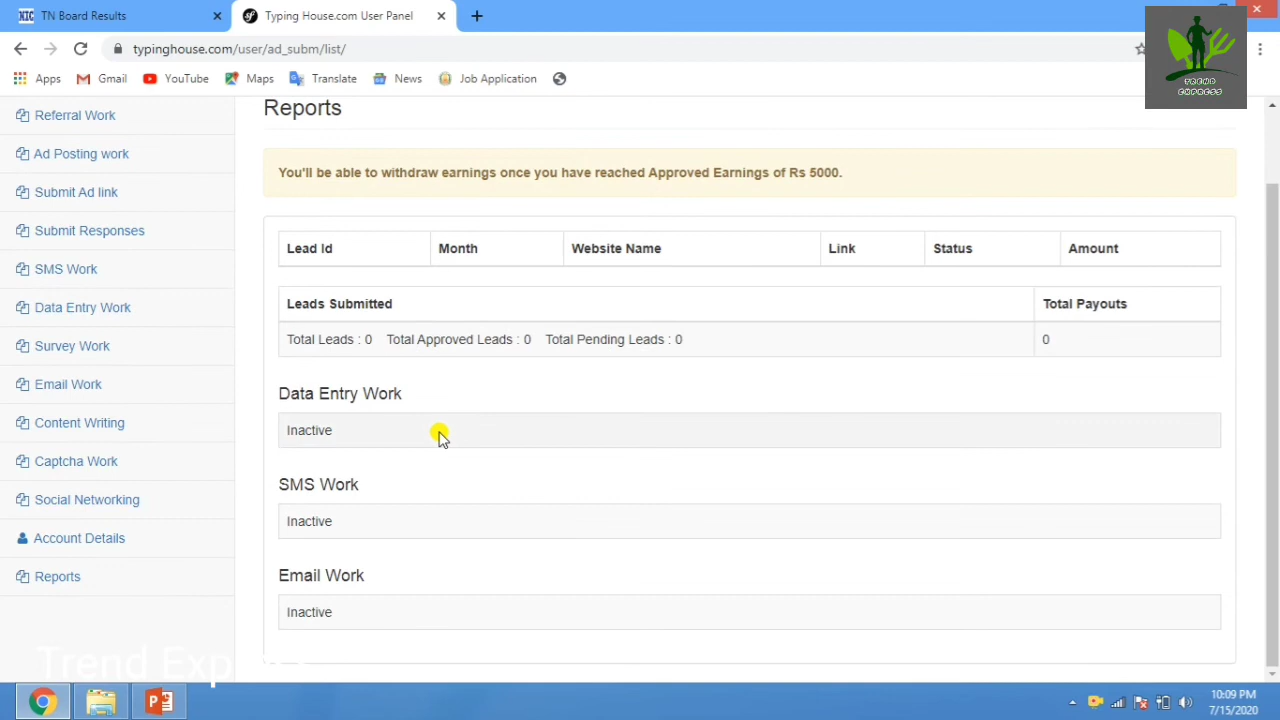 TN Board Results
Typing House.com User Panel
typinghouse.com/user/ad_subm/list/
Apps
Gmail
YouTube
Maps
Translate
News
Job Application
TREND
EXPRESS
Referral Work
Ad Posting work
Submit Ad link
Submit Responses
SMS Work
Data Entry Work
Survey Work
Email Work
Content Writing
Captcha Work
Social Networking
Account Details
Reports
Reports
You'll be able to withdraw earnings once you have reached Approved Earnings of Rs 5000.
Lead Id Month Website Name Link Status Amount
Leads Submitted Total Payouts
Total Leads : 0 Total Approved Leads : 0 Total Pending Leads : 0 0
Data Entry Work
Inactive
SMS Work
Inactive
Email Work
Inactive
Trend
10:09 PM
7/15/2020